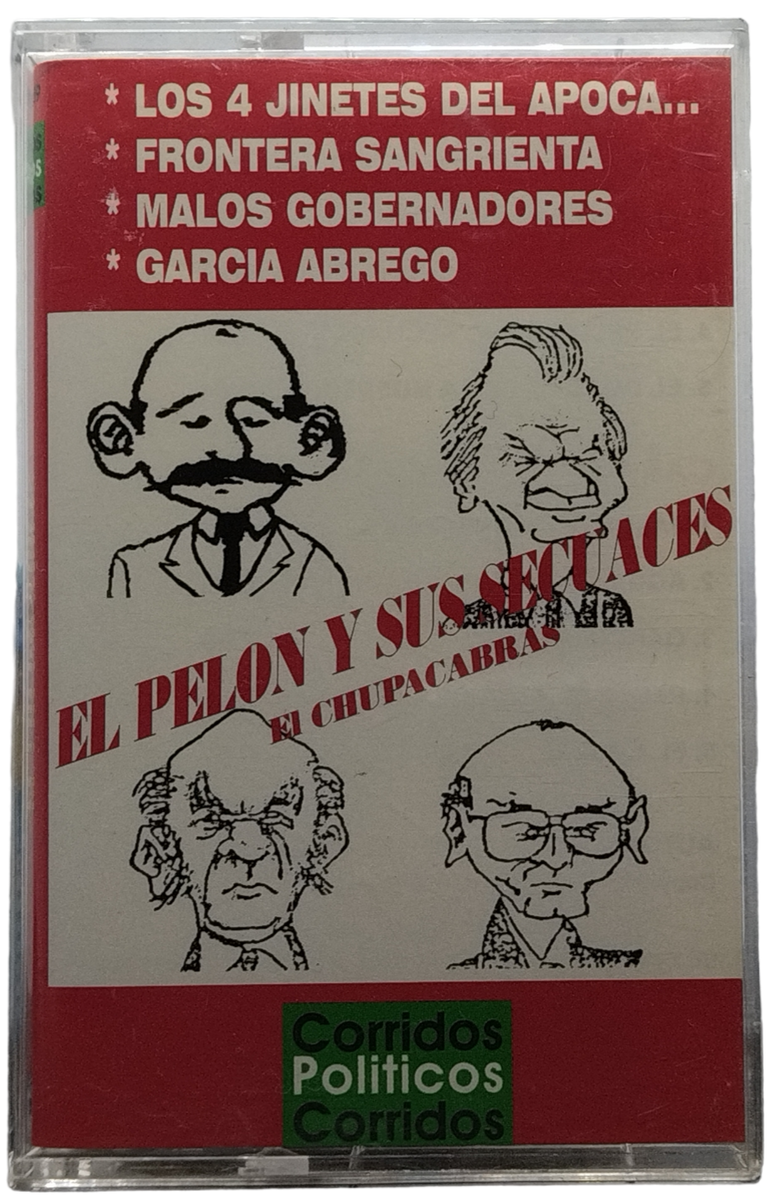 * LOS 4 JINETES DEL APOCA...
* FRONTERA SANGRIENTA
* MALOS GOBERNADORES
* GARCIA ABREGO
EL PELON Y SUS SECUACES
El CHUPACABRAS
Corridos
Politicos
Corridos